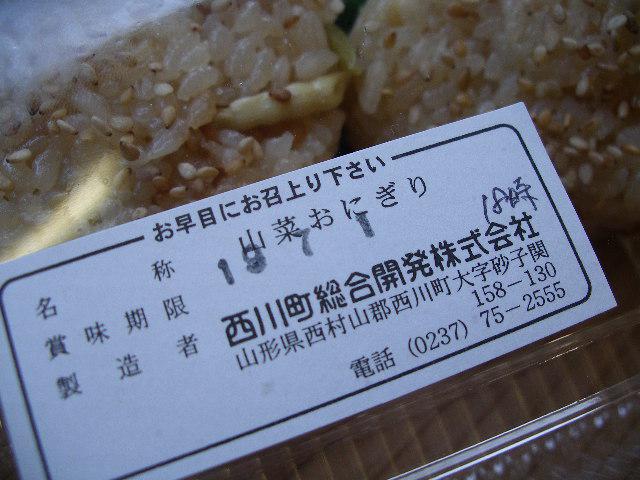 お早目にお召上り下さい
名称 山菜おにぎり
賞味期限 19 7 1 18時
製造者 西川町総合開発株式会社
山形県西村山郡西川町大字砂子関
158-130
電話 (0237) 75-2555